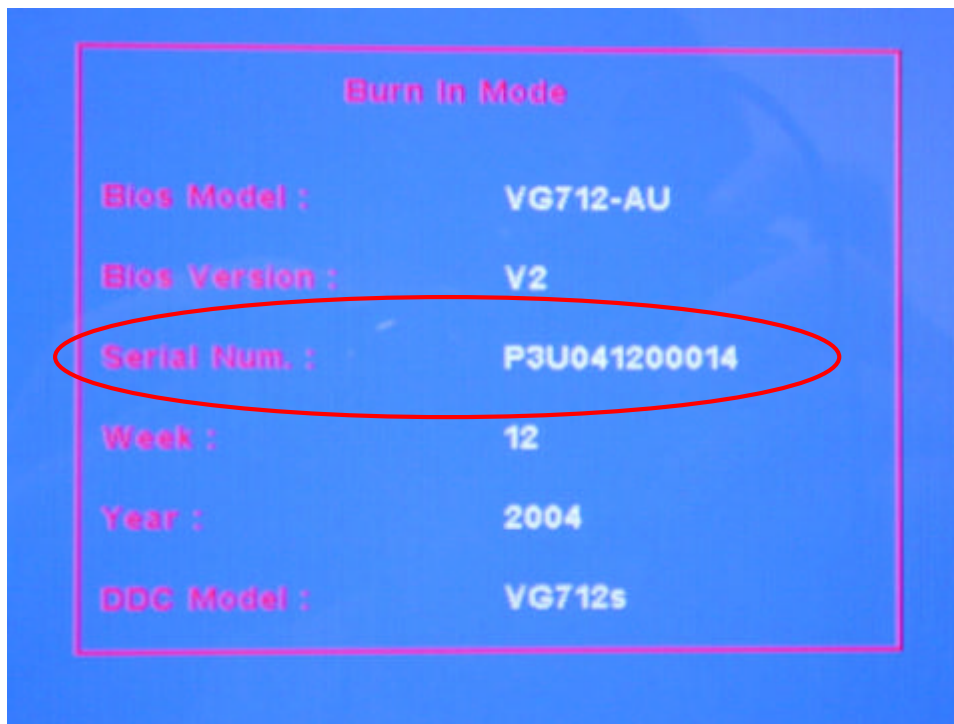 Burn In Mode
Bios Model : VG712-AU
Bios Version : V2
Serial Num. : P3U041200014
Week : 12
Year : 2004
DDC Model : VG712s